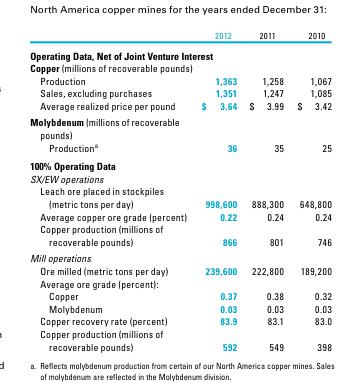 North America copper mines for the years ended December 31:
2012 2011 2010
Operating Data, Net of Joint Venture Interest
Copper (millions of recoverable pounds)
Production 1,363 1,258 1,067
Sales, excluding purchases 1,351 1,247 1,085
Average realized price per pound $ 3.64 $ 3.99 $ 3.42
Molybdenum (millions of recoverable
pounds)
Productionᵃ 36 35 25
100% Operating Data
SX/EW operations
Leach ore placed in stockpiles
(metric tons per day) 998,600 888,300 648,800
Average copper ore grade (percent) 0.22 0.24 0.24
Copper production (millions of
recoverable pounds) 866 801 746
Mill operations
Ore milled (metric tons per day) 239,600 222,800 189,200
Average ore grade (percent):
Copper 0.37 0.38 0.32
Molybdenum 0.03 0.03 0.03
Copper recovery rate (percent) 83.9 83.1 83.0
Copper production (millions of
recoverable pounds) 592 549 398
a. Reflects molybdenum production from certain of our North America copper mines. Sales
of molybdenum are reflected in the Molybdenum division.